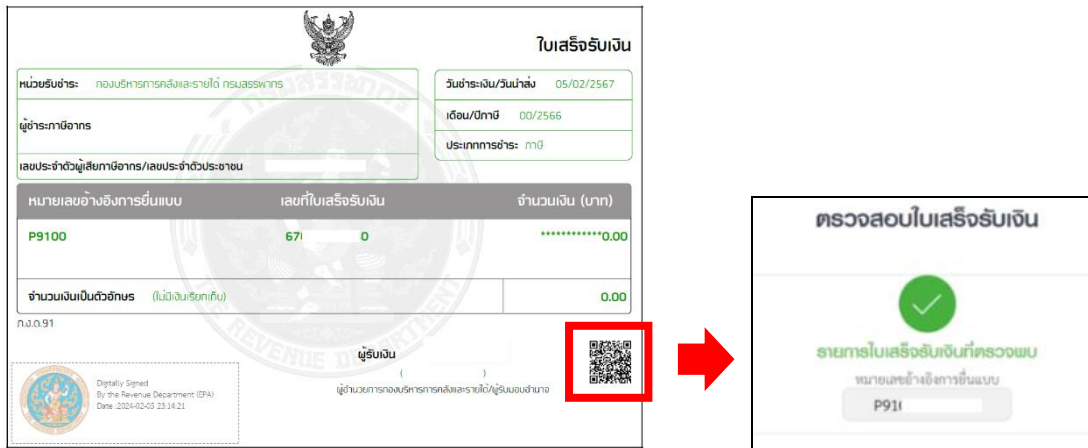 ใบเสร็จรับเงิน
หน่วยรับชำระ กองบริหารการคลังและรายได้ กรมสรรพากร
วันชำระเงิน/วันนำส่ง 05/02/2567
ผู้ชำระภาษีอากร
เดือน/ปีภาษี 00/2566
ประเภทการชำระ ภาษี
เลขประจำตัวผู้เสียภาษีอากร/เลขประจำตัวประชาชน
หมายเลขอ้างอิงการยื่นแบบ เลขที่ใบเสร็จรับเงิน จำนวนเงิน (บาท)
P9100 67 0 ************0.00
จำนวนเงินเป็นตัวอักษร (ไม่มีเงินเรียกเก็บ) 0.00
ภ.ง.ด.91
ผู้รับเงิน
( )
ผู้อำนวยการกองบริหารการคลังและรายได้/ผู้รับมอบอำนาจ
Digitally Signed
By the Revenue Department (EPA)
Date :2024-02-05 23:14:21
กรมสรรพากร
THE REVENUE DEPARTMENT
ตรวจสอบใบเสร็จรับเงิน
รายการใบเสร็จรับเงินที่ตรวจพบ
หมายเลขอ้างอิงการยื่นแบบ
P91